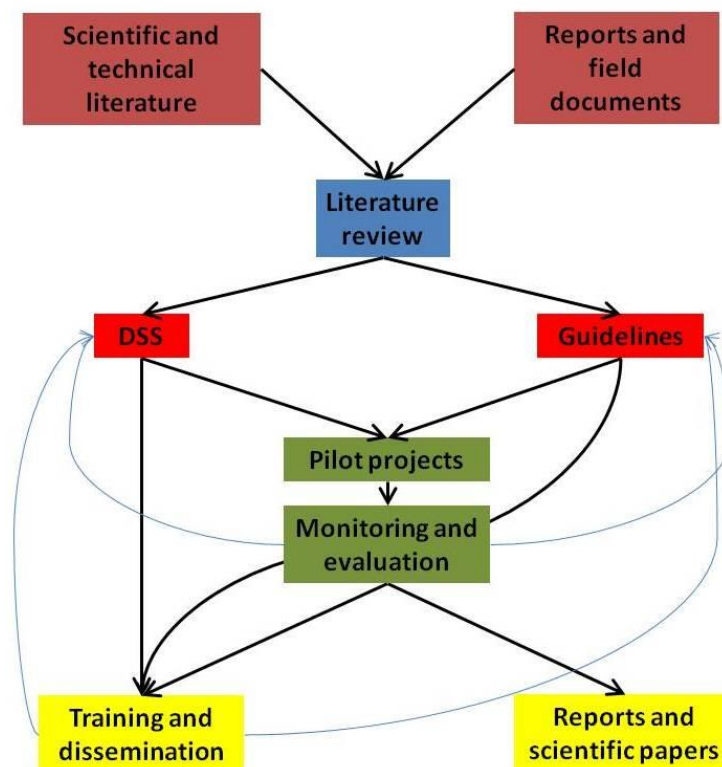 Scientific and
technical
literature
Reports and
field
documents
Literature
review
DSS
Guidelines
Pilot projects
Monitoring and
evaluation
Training and
dissemination
Reports and
scientific papers